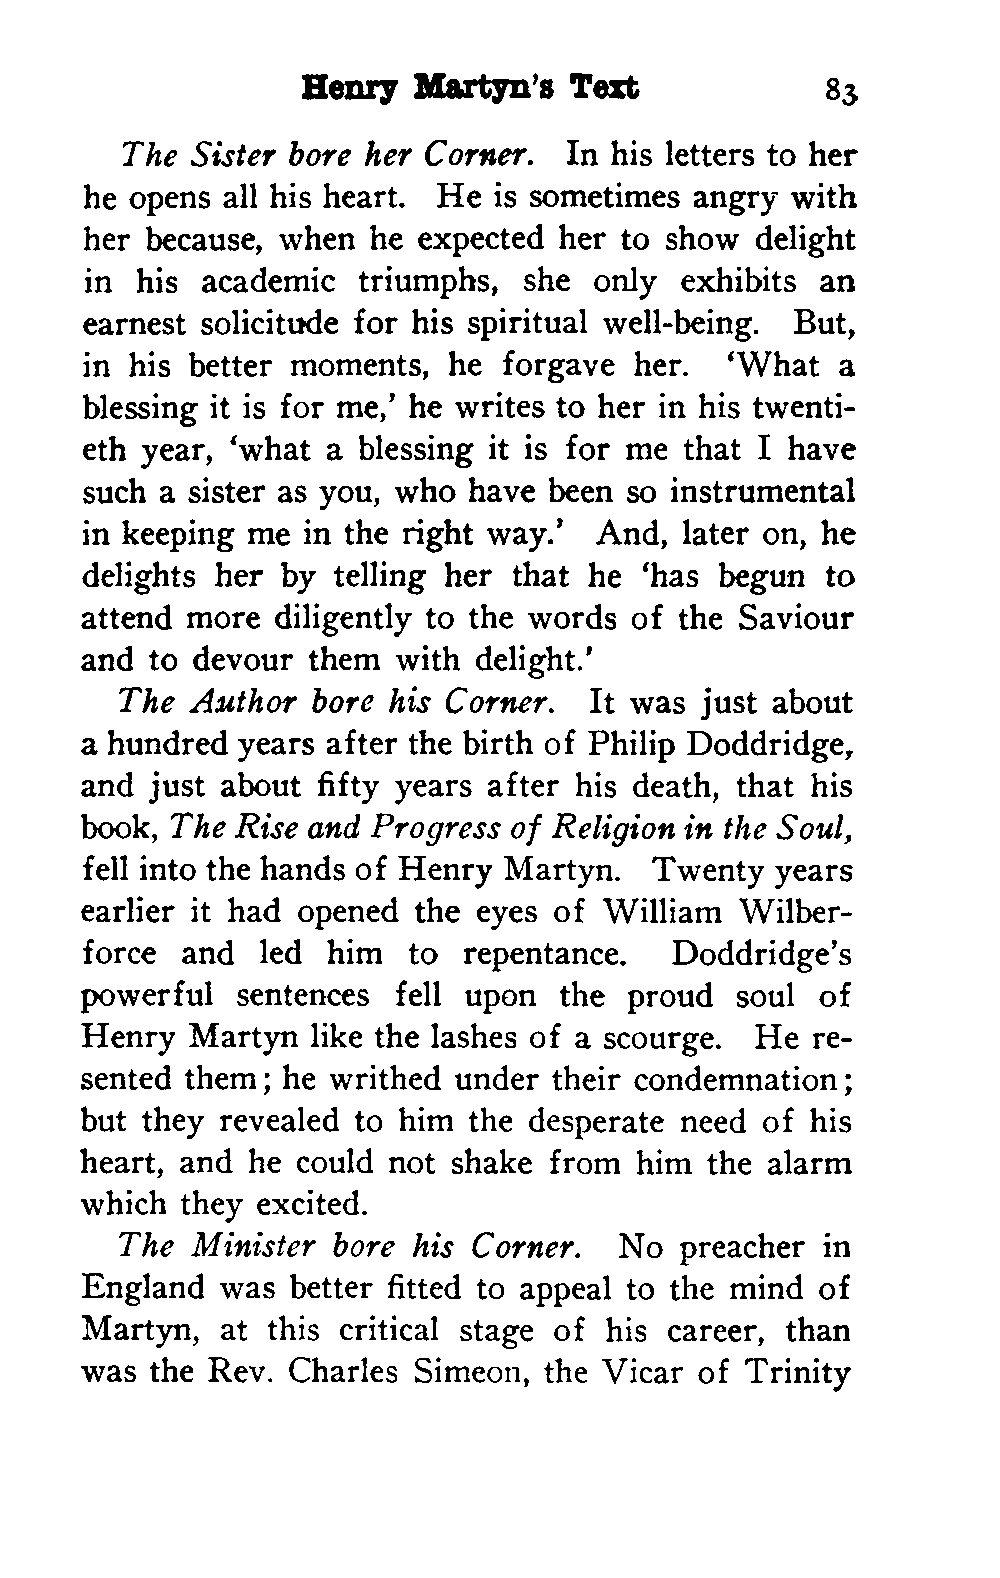 Henry Martyn's Text 83
The Sister bore her Corner. In his letters to her
he opens all his heart. He is sometimes angry with
her because, when he expected her to show delight
in his academic triumphs, she only exhibits an
earnest solicitude for his spiritual well-being. But,
in his better moments, he forgave her. ‘What a
blessing it is for me,’ he writes to her in his twenti-
eth year, ‘what a blessing it is for me that I have
such a sister as you, who have been so instrumental
in keeping me in the right way.’ And, later on, he
delights her by telling her that he ‘has begun to
attend more diligently to the words of the Saviour
and to devour them with delight.’
The Author bore his Corner. It was just about
a hundred years after the birth of Philip Doddridge,
and just about fifty years after his death, that his
book, The Rise and Progress of Religion in the Soul,
fell into the hands of Henry Martyn. Twenty years
earlier it had opened the eyes of William Wilber-
force and led him to repentance. Doddridge's
powerful sentences fell upon the proud soul of
Henry Martyn like the lashes of a scourge. He re-
sented them; he writhed under their condemnation;
but they revealed to him the desperate need of his
heart, and he could not shake from him the alarm
which they excited.
The Minister bore his Corner. No preacher in
England was better fitted to appeal to the mind of
Martyn, at this critical stage of his career, than
was the Rev. Charles Simeon, the Vicar of Trinity